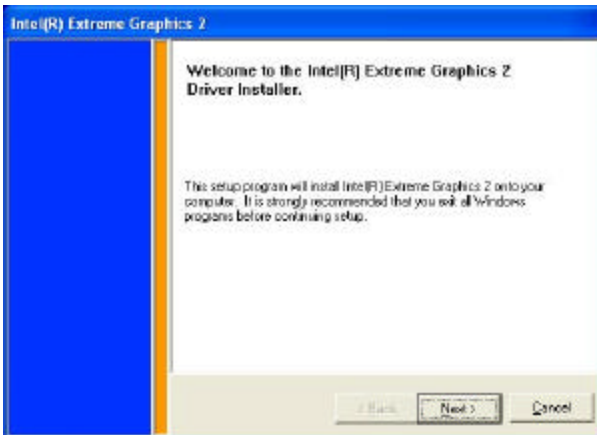 Intel(R) Extreme Graphics 2
Welcome to the Intel(R) Extreme Graphics 2
Driver Installer.
This setup program will install Intel(R) Extreme Graphics 2 onto your
computer. It is strongly recommended that you exit all Windows
programs before continuing setup.
< Back
Next >
Cancel